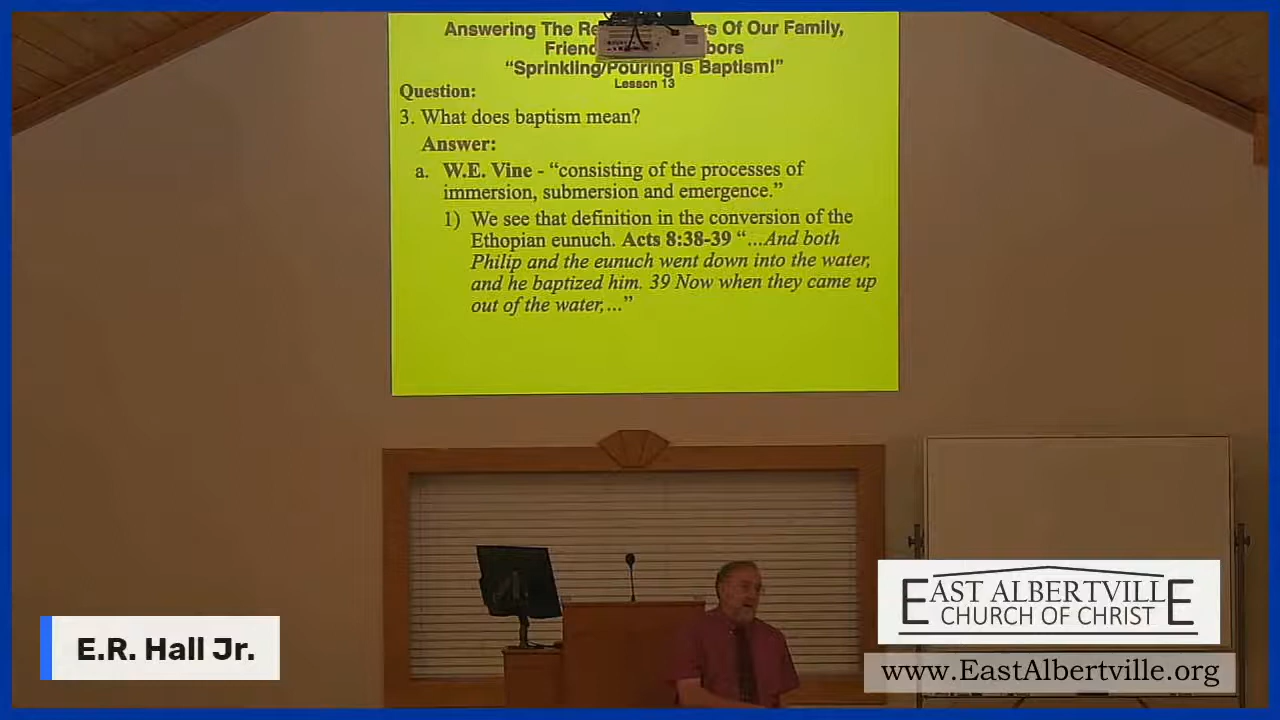 Answering The Re rs Of Our Family,
Frien bors
“Sprinkling/Pouring Is Baptism!”
Lesson 13
Question:
3. What does baptism mean?
Answer:
a. W.E. Vine - “consisting of the processes of
immersion, submersion and emergence.”
1) We see that definition in the conversion of the
Ethopian eunuch. Acts 8:38-39 “...And both
Philip and the eunuch went down into the water,
and he baptized him. 39 Now when they came up
out of the water,...”
E.R. Hall Jr.
EAST ALBERTVILLE
CHURCH OF CHRIST
www.EastAlbertville.org